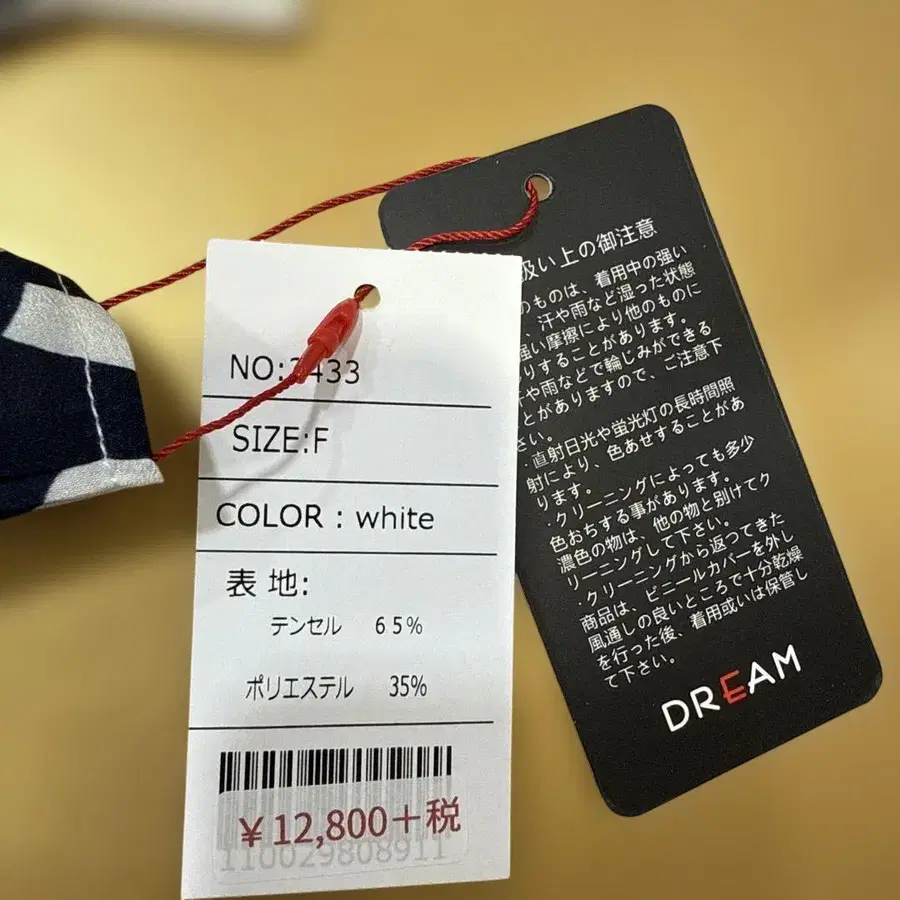 NO:3433
SIZE:F
COLOR : white
表 地:
テンセル 65%
ポリエステル 35%
¥12,800+税
110029808911
扱い上の御注意
のものは、着用中の強い
、汗や雨など湿った状態
強い摩擦により他のものに
りすることがあります。
や雨などで輪じみができる
とがありますので、ご注意下
さい。
・直射日光や蛍光灯の長時間照
射により、色あせすることがあ
ります。
・クリーニングによっても多少
色おちする事があります。
濃色の物は、他の物と別けてク
リーニングして下さい。
・クリーニングから返ってきた
商品は、ビニールカバーを外し
風通しの良いところで十分乾燥
を行った後、着用或いは保管し
て下さい。
DREAM